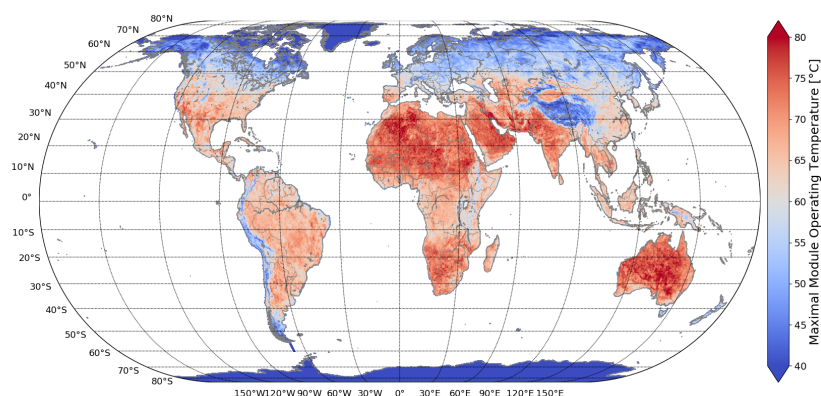 80°N
70°N
60°N
50°N
40°N
30°N
20°N
10°N
0°
10°S
20°S
30°S
40°S
50°S
60°S
70°S
80°S
150°W120°W90°W 60°W 30°W 0° 30°E 60°E 90°E 120°E150°E
80
75
70
65
60
55
50
45
40
Maximal Module Operating Temperature [°C]